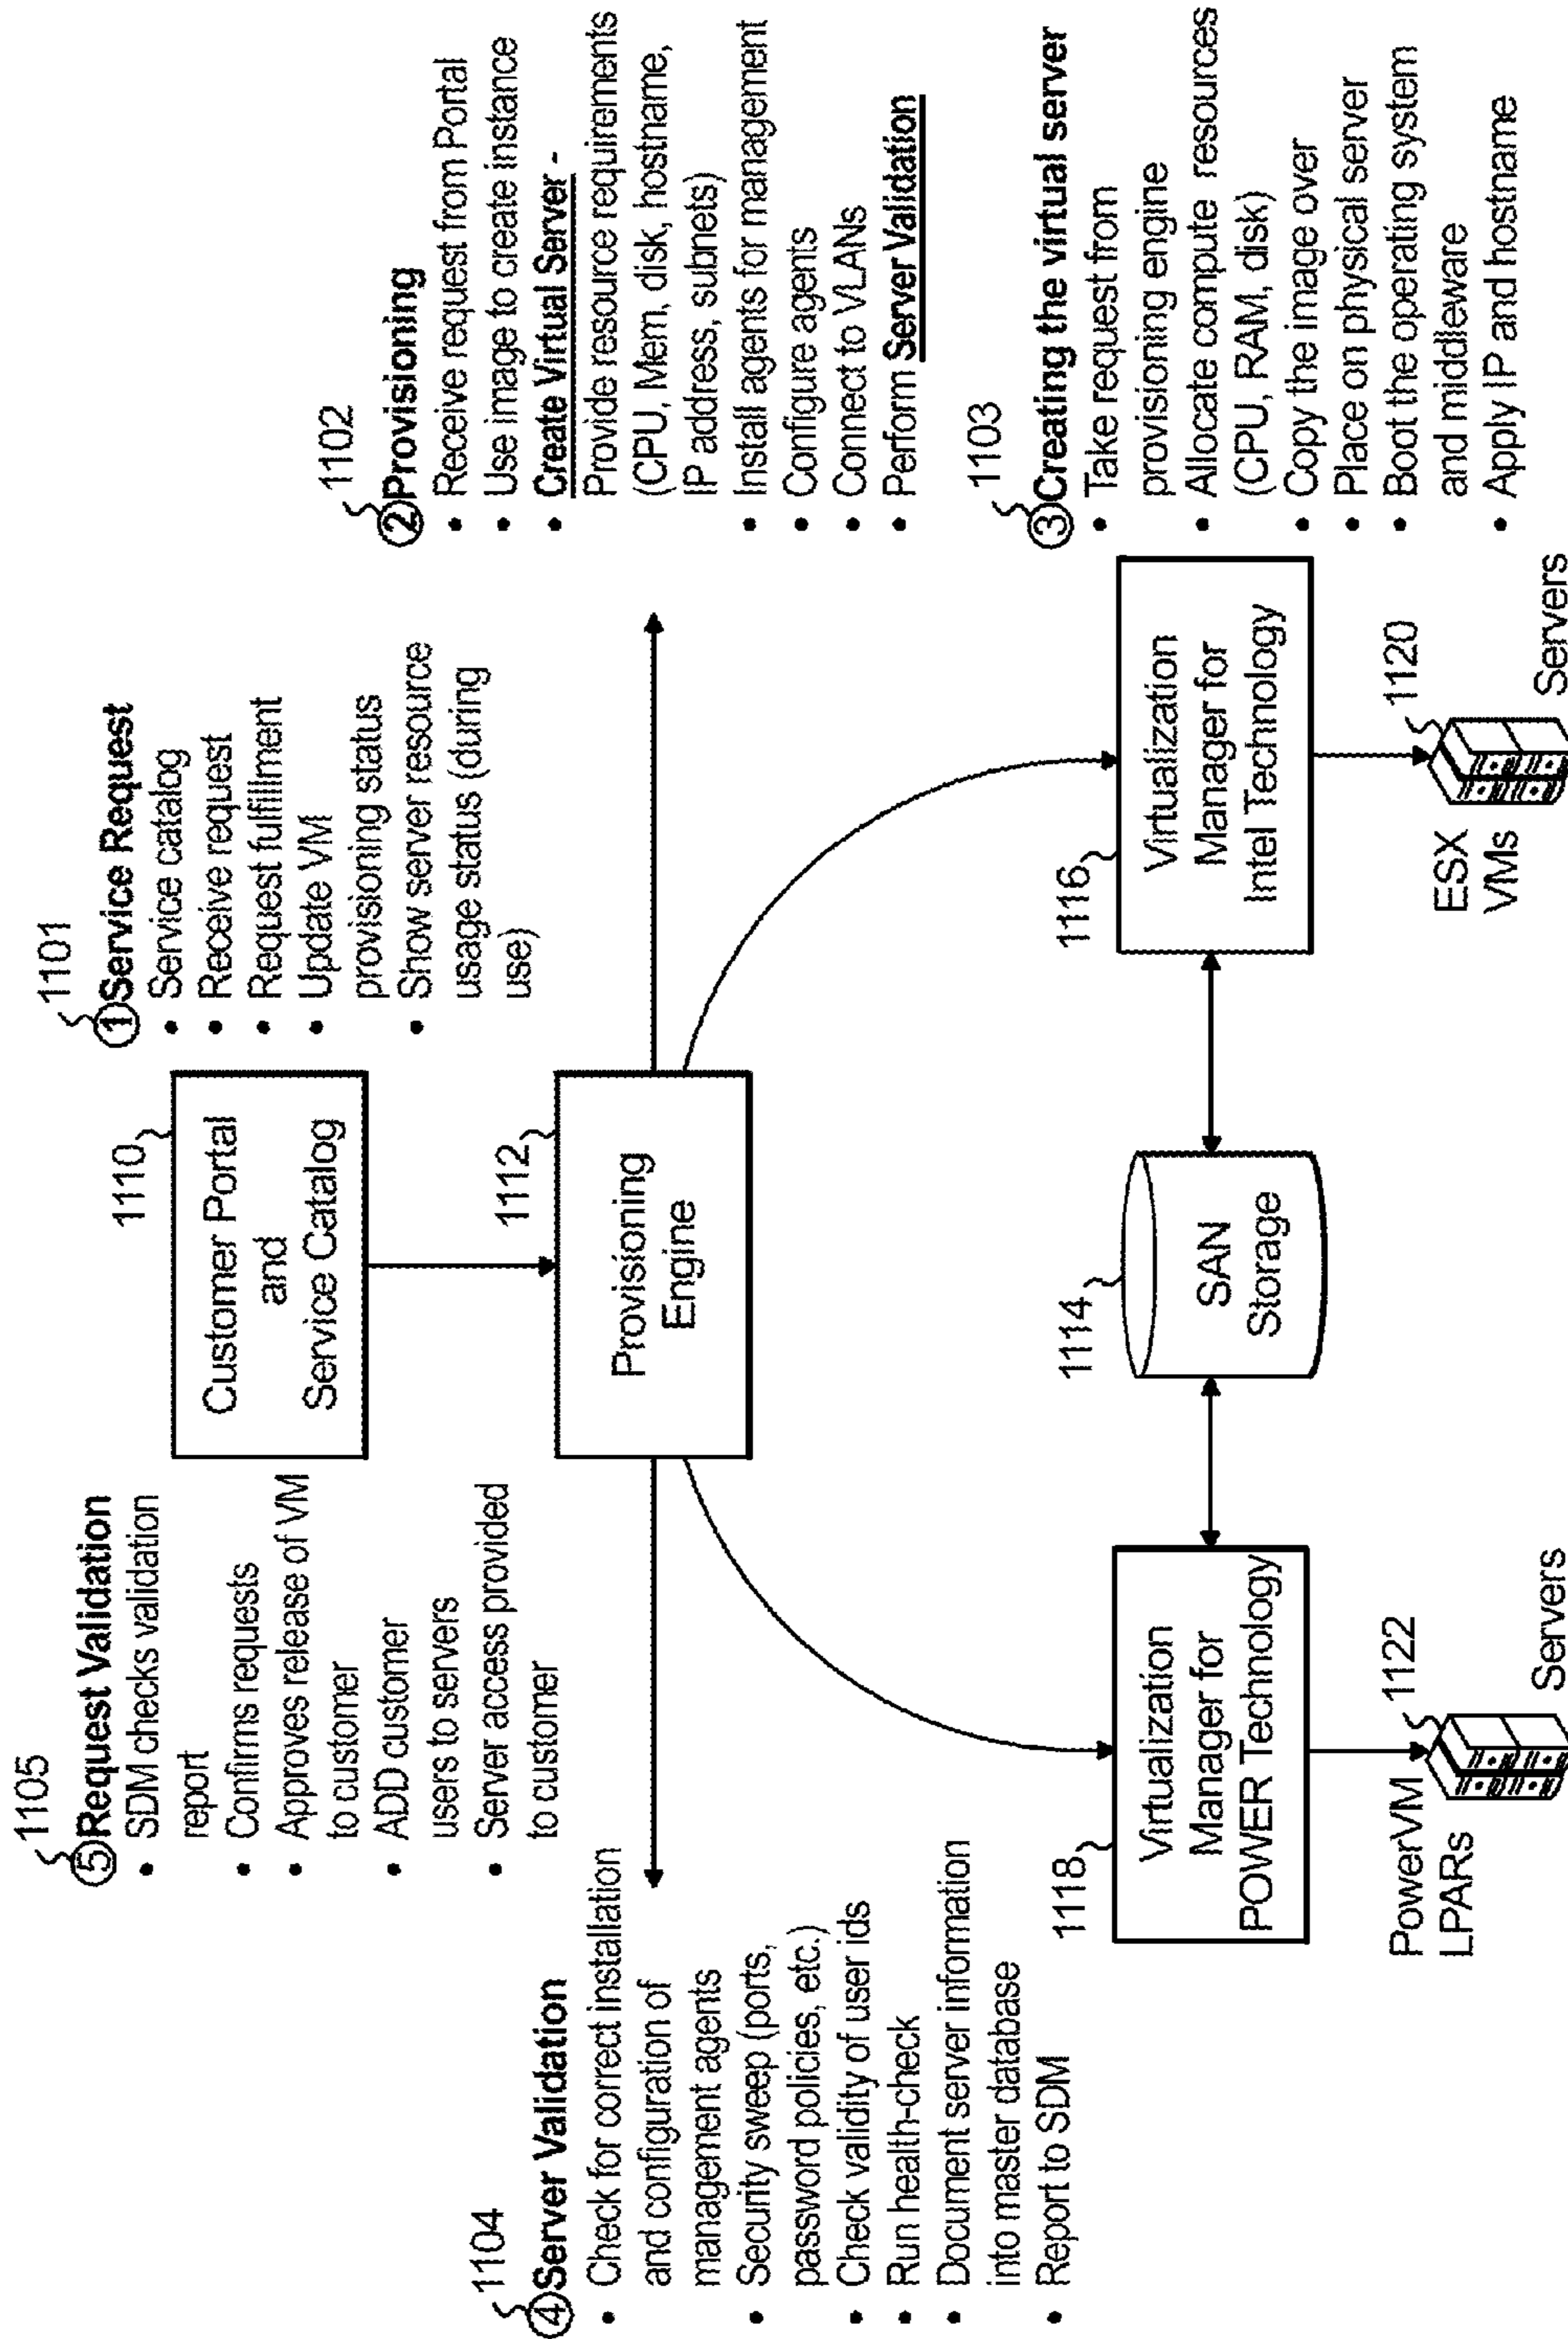 1105
⑤Request Validation
• SDM checks validation
report
• Confirms requests
• Approves release of VM
to customer
• ADD customer
users to servers
• Server access provided
to customer
1110
Customer Portal
and
Service Catalog
1101
①Service Request
• Service catalog
• Receive request
• Request fulfillment
• Update VM
provisioning status
• Show server resource
usage status (during
use)
1112
Provisioning
Engine
1102
②Provisioning
• Receive request from Portal
• Use image to create instance
• Create Virtual Server -
Provide resource requirements
(CPU, Mem, disk, hostname,
IP address, subnets)
• Install agents for management
• Configure agents
• Connect to VLANs
• Perform Server Validation
1104
④Server Validation
• Check for correct installation
and configuration of
management agents
• Security sweep (ports,
password policies, etc.)
• Check validity of user ids
• Run health-check
• Document server information
into master database
• Report to SDM
1118
Virtualization
Manager for
POWER Technology
1114
SAN
Storage
1116
Virtualization
Manager for
Intel Technology
1103
③Creating the virtual server
• Take request from
provisioning engine
• Allocate compute resources
(CPU, RAM, disk)
• Copy the image over
• Place on physical server
• Boot the operating system
and middleware
• Apply IP and hostname
PowerVM
LPARs
1122
Servers
ESX
VMs
1120
Servers